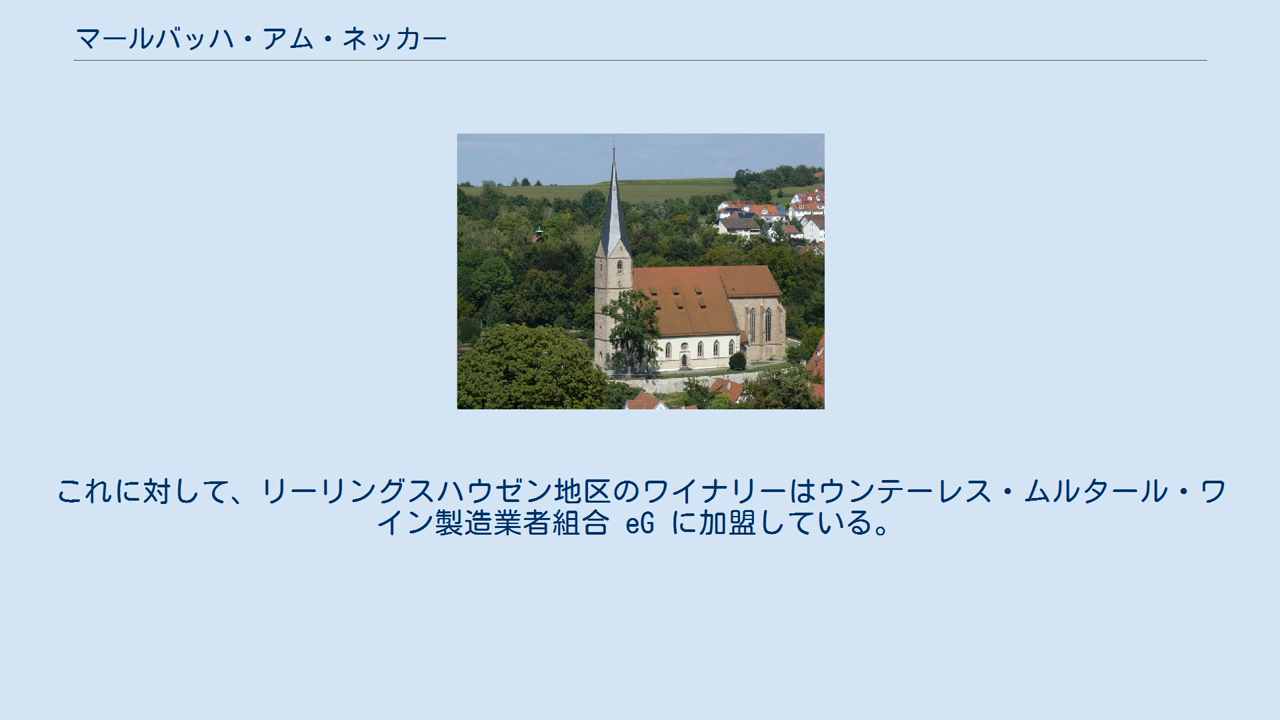 マールバッハ・アム・ネッカー
これに対して、リーリングスハウゼン地区のワイナリーはウンテーレス・ムルタール・ワ
イン製造業者組合 eG に加盟している。